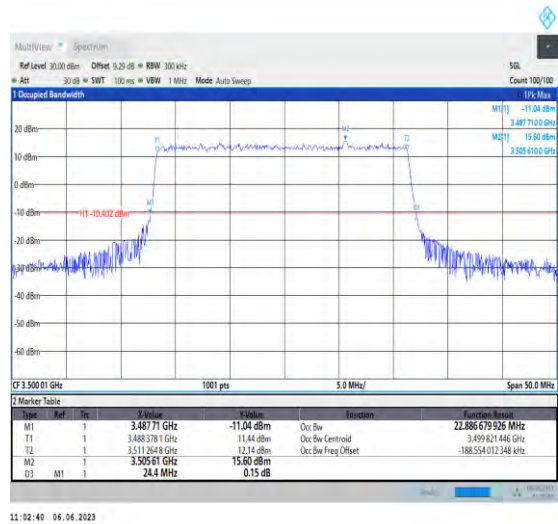 MultiView Spectrum
Ref Level 30.00 dBm Offset 9.29 dB RBW 100 kHz SGL
Att 30 dB SWT 100 ms VBW 1 MHz Mode Auto Sweep Count 100/100
1 Occupied Bandwidth 1Pk Max
M1[1] -11.04 dBm
3.487 710 0 GHz
M2[1] 15.60 dBm
3.505 610 0 GHz
20 dBm
M2
T1
T2
10 dBm
0 dBm
M1
-10 dBm
H1 -10.402 dBm
-20 dBm
-30 dBm
-40 dBm
-50 dBm
-60 dBm
CF 3.500 01 GHz 1001 pts 5.0 MHz/ Span 50.0 MHz
2 Marker Table
Type Ref Trc X-Value Y-Value Function Function Result
M1 1 3.487 71 GHz -11.04 dBm Occ Bw 22.886 679 926 MHz
T1 1 3.488 378 1 GHz 11.44 dBm Occ Bw Centroid 3.499 821 446 GHz
T2 1 3.511 264 8 GHz 12.14 dBm Occ Bw Freq Offset -188.554 012 348 kHz
M2 1 3.505 61 GHz 15.60 dBm
D3 M1 1 24.4 MHz 0.15 dB
11:02:40 06.06.2023